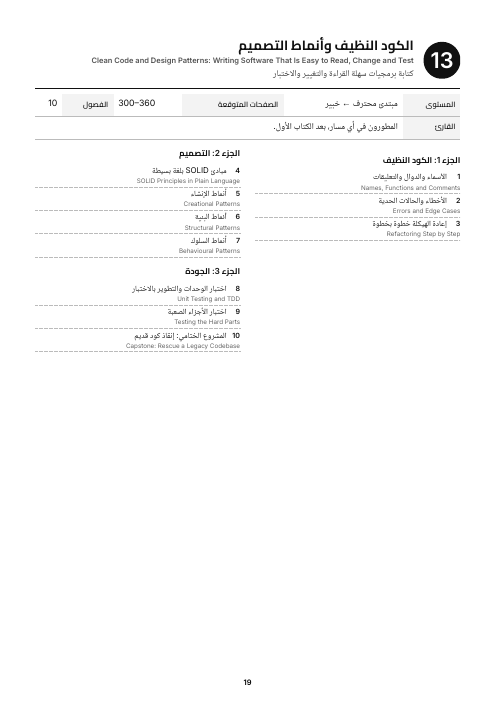 13
الكود النظيف وأنماط التصميم
Clean Code and Design Patterns: Writing Software That Is Easy to Read, Change and Test
كتابة برمجيات سهلة القراءة والتغيير والاختبار
المستوى مبتدئ محترف ← خبير الصفحات المتوقعة 300–360 الفصول 10
القارئ المطورون في أي مسار، بعد الكتاب الأول.
الجزء 1: الكود النظيف
1 الأسماء والدوال والتعليقات
Names, Functions and Comments
2 الأخطاء والحالات الحدية
Errors and Edge Cases
3 إعادة الهيكلة خطوة بخطوة
Refactoring Step by Step
الجزء 2: التصميم
4 مبادئ SOLID بلغة بسيطة
SOLID Principles in Plain Language
5 أنماط الإنشاء
Creational Patterns
6 أنماط البنية
Structural Patterns
7 أنماط السلوك
Behavioural Patterns
الجزء 3: الجودة
8 اختبار الوحدات والتطوير بالاختبار
Unit Testing and TDD
9 اختبار الأجزاء الصعبة
Testing the Hard Parts
10 المشروع الختامي: إنقاذ كود قديم
Capstone: Rescue a Legacy Codebase
19